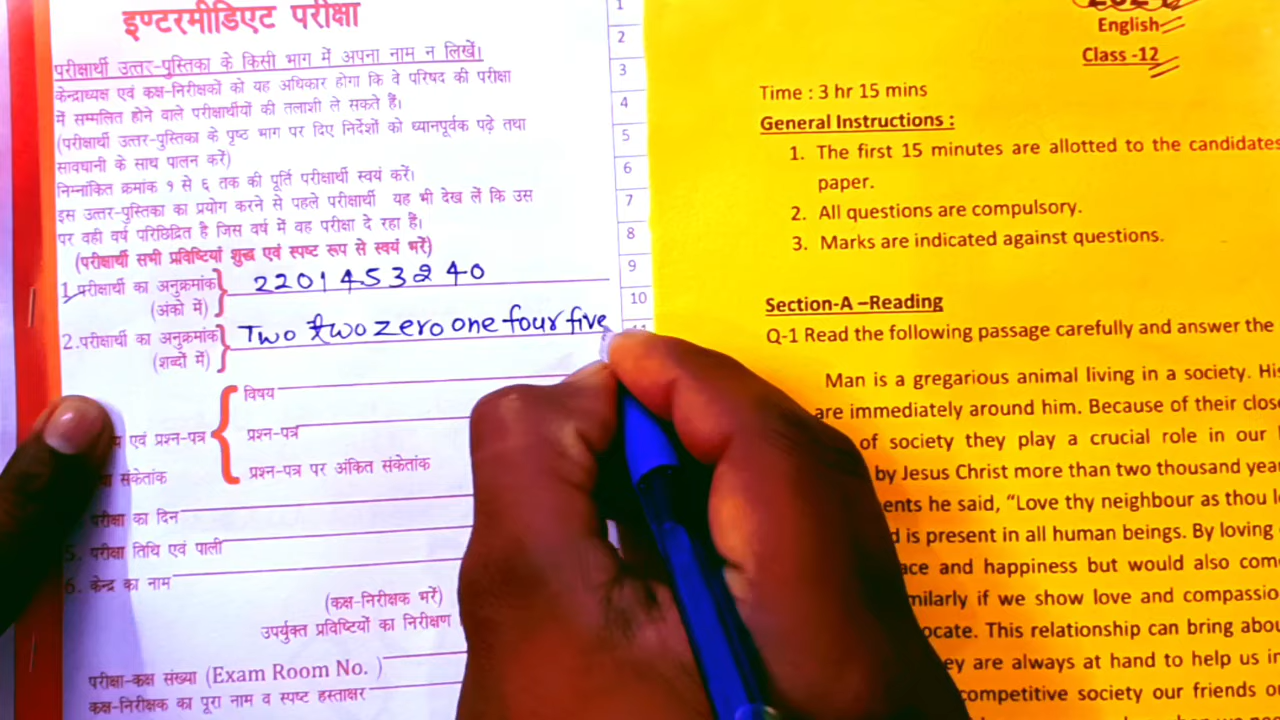 इण्टरमीडिएट परीक्षा
परीक्षार्थी उत्तर-पुस्तिका के किसी भाग में अपना नाम न लिखें।
केन्द्राध्यक्ष एवं कक्ष-निरीक्षकों को यह अधिकार होगा कि वे परिषद की परीक्षा
में सम्मलित होने वाले परीक्षार्थीयों की तलाशी ले सकते हैं।
(परीक्षार्थी उत्तर-पुस्तिका के पृष्ठ भाग पर दिए निर्देशों को ध्यानपूर्वक पढ़े तथा
सावधानी के साथ पालन करें)
निम्नांकित क्रमांक १ से ६ तक की पूर्ति परीक्षार्थी स्वयं करें।
इस उत्तर-पुस्तिका का प्रयोग करने से पहले परीक्षार्थी यह भी देख लें कि उस
पर वही वर्ष परिछिद्रित है जिस वर्ष में वह परीक्षा दे रहा है।
(परीक्षार्थी सभी प्रविष्टियां शुद्ध एवं स्पष्ट रूप से स्वयं भरें)
1. परीक्षार्थी का अनुक्रमांक 2201453240
(अंको में)
2. परीक्षार्थी का अनुक्रमांक Two two zero one four five
(शब्दों में)
विषय
एवं प्रश्न-पत्र प्रश्न-पत्र
संकेतांक प्रश्न-पत्र पर अंकित संकेतांक
परीक्षा का दिन
5. परीक्षा तिथि एवं पाली
6. केन्द्र का नाम
(कक्ष-निरीक्षक भरें)
उपर्युक्त प्रविष्टियों का निरीक्षण
परीक्षा-कक्ष संख्या (Exam Room No. )
कक्ष-निरीक्षक का पूरा नाम व स्पष्ट हस्ताक्षर
1
2
3
4
5
6
7
8
9
10
English
Class -12
Time : 3 hr 15 mins
General Instructions :
1. The first 15 minutes are allotted to the candidates
paper.
2. All questions are compulsory.
3. Marks are indicated against questions.
Section-A –Reading
Q-1 Read the following passage carefully and answer the
Man is a gregarious animal living in a society. His
are immediately around him. Because of their close
of society they play a crucial role in our
by Jesus Christ more than two thousand
he said, "Love thy neighbour as thou
is present in all human beings. By loving
and happiness but would also
if we show love and
This relationship can bring
are always at hand to help us in
competitive society our friends